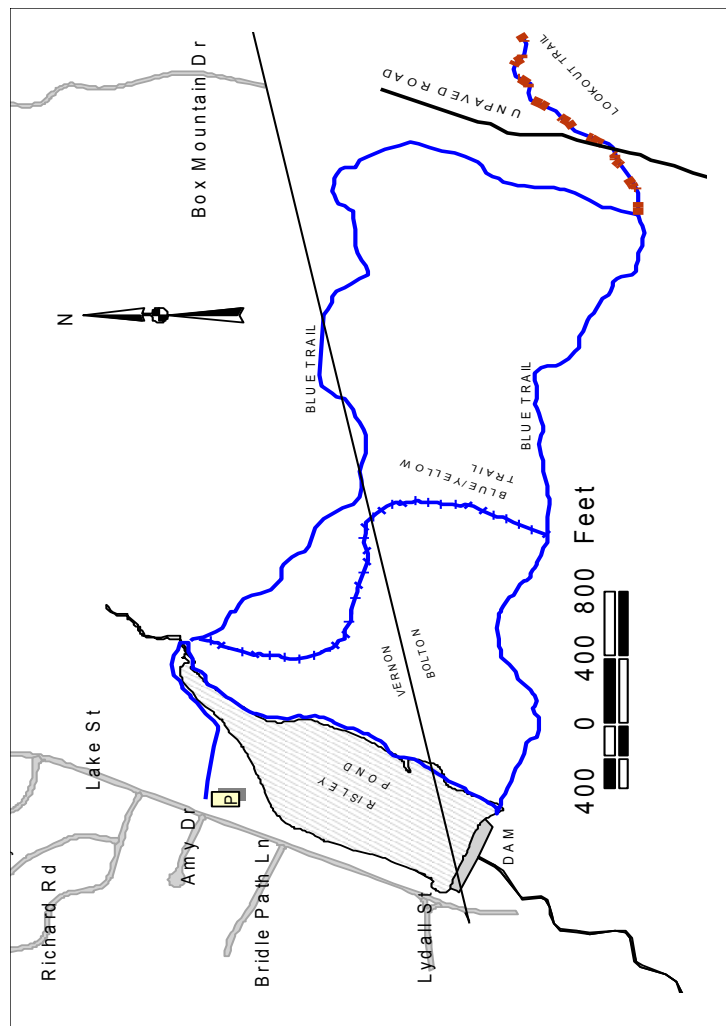 Richard Rd
Lake St
Amy Dr
Bridle Path Ln
Lydall St
P
N
Box Mountain Dr
BLUE TRAIL
BLUE/YELLOW
TRAIL
VERNON
BOLTON
RISLEY
POND
DAM
BLUE TRAIL
UNPAVED ROAD
LOOKOUT TRAIL
400 0 400 800 Feet